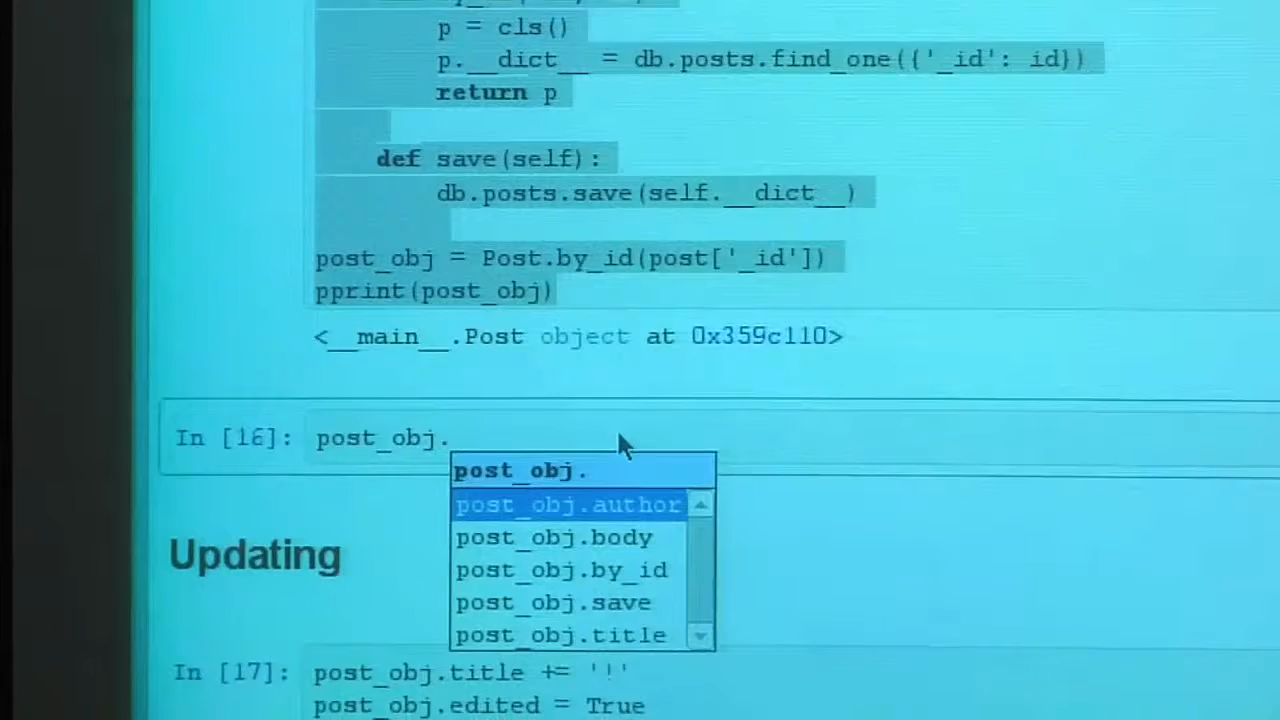 p = cls()
p.__dict__ = db.posts.find_one({'_id': id})
return p
def save(self):
db.posts.save(self.__dict__)
post_obj = Post.by_id(post['_id'])
pprint(post_obj)
<__main__.Post object at 0x359c110>
In [16]: post_obj.
post_obj.
post_obj.author
post_obj.body
post_obj.by_id
post_obj.save
post_obj.title
Updating
In [17]: post_obj.title += '!'
post_obj.edited = True